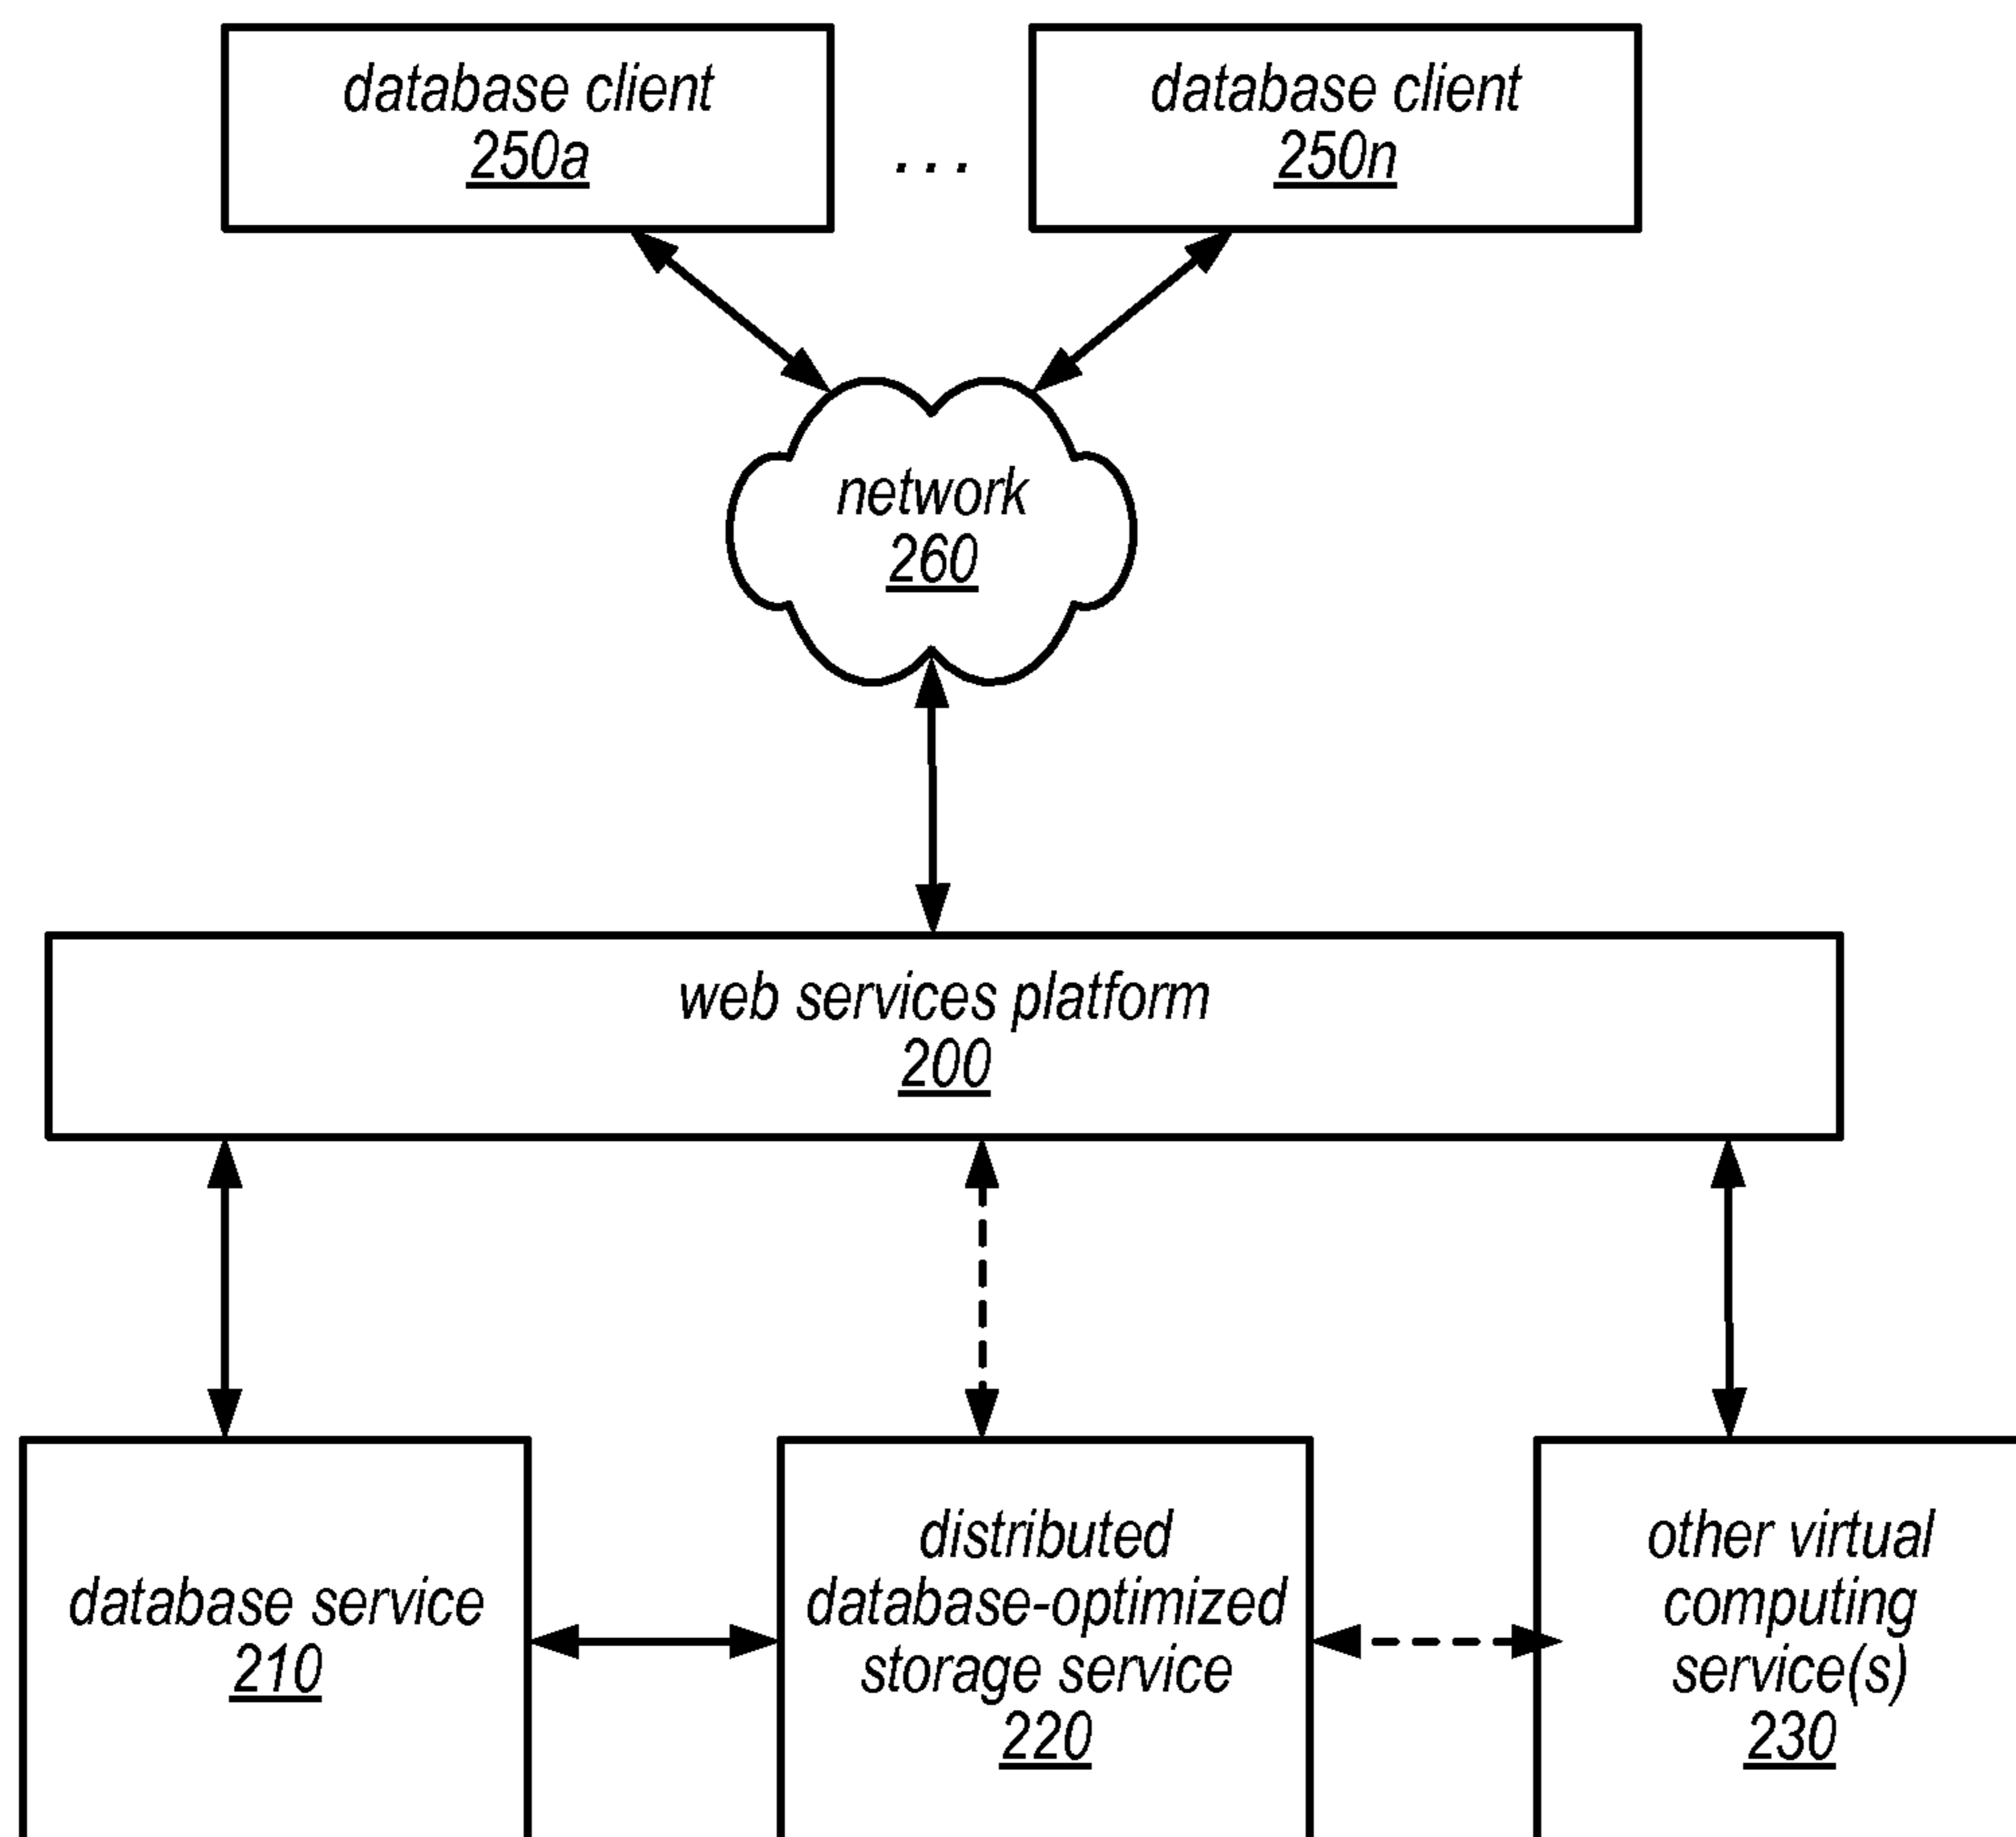 database client
250a
. . .
database client
250n
network
260
web services platform
200
database service
210
distributed
database-optimized
storage service
220
other virtual
computing
service(s)
230